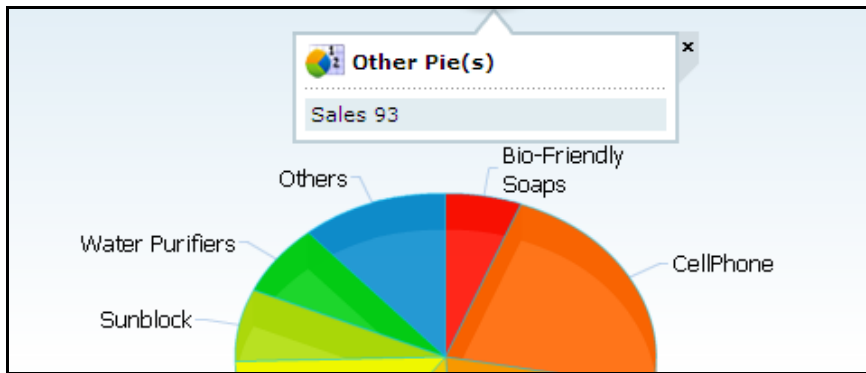 Other Pie(s)
Sales 93
Bio-Friendly
Soaps
Others
Water Purifiers
CellPhone
Sunblock